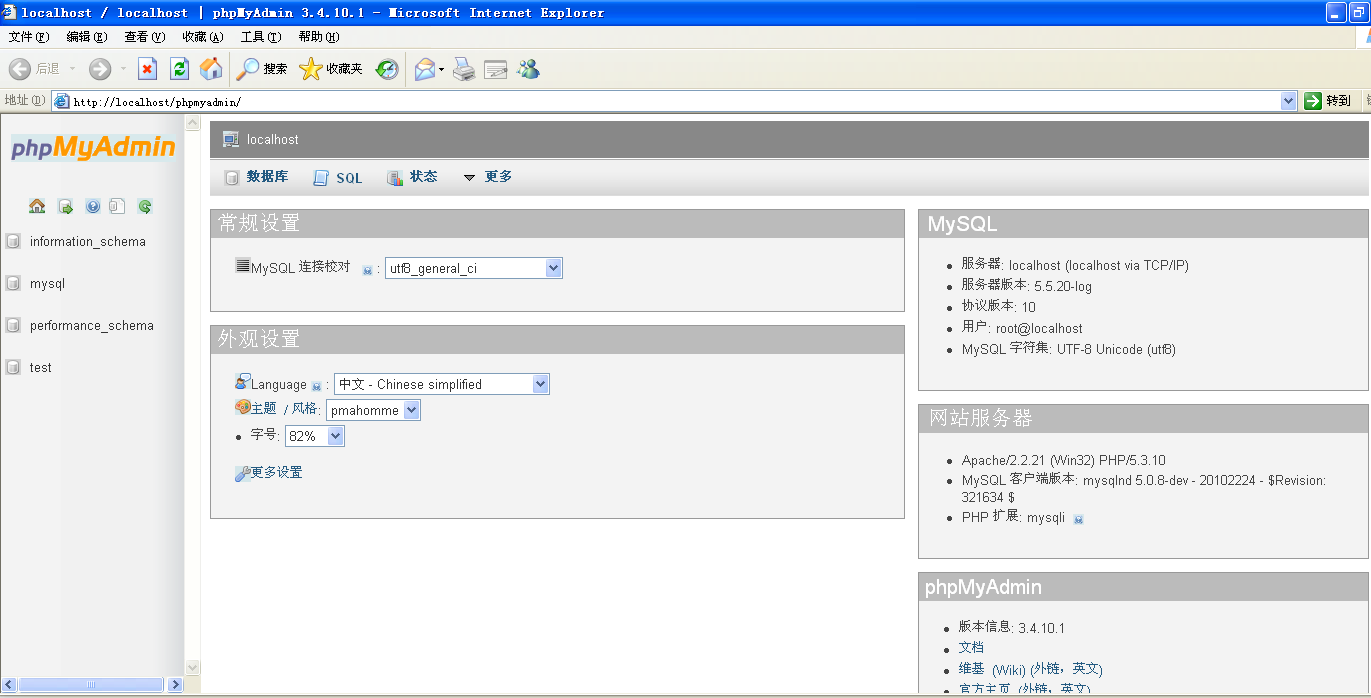 localhost / localhost | phpMyAdmin 3.4.10.1 - Microsoft Internet Explorer
文件(F) 编辑(E) 查看(V) 收藏(A) 工具(T) 帮助(H)
后退 搜索 收藏夹
地址(D) http://localhost/phpmyadmin/ 转到
phpMyAdmin
information_schema
mysql
performance_schema
test
localhost
数据库 SQL 状态 更多
常规设置
MySQL 连接校对 : utf8_general_ci
外观设置
Language : 中文 - Chinese simplified
主题 / 风格: pmahomme
字号: 82%
更多设置
MySQL
服务器: localhost (localhost via TCP/IP)
服务器版本: 5.5.20-log
协议版本: 10
用户: root@localhost
MySQL 字符集: UTF-8 Unicode (utf8)
网站服务器
Apache/2.2.21 (Win32) PHP/5.3.10
MySQL 客户端版本: mysqlnd 5.0.8-dev - 20102224 - $Revision:
321634 $
PHP 扩展: mysqli
phpMyAdmin
版本信息: 3.4.10.1
文档
维基 (Wiki) (外链，英文)
官方主页 (外链，英文)